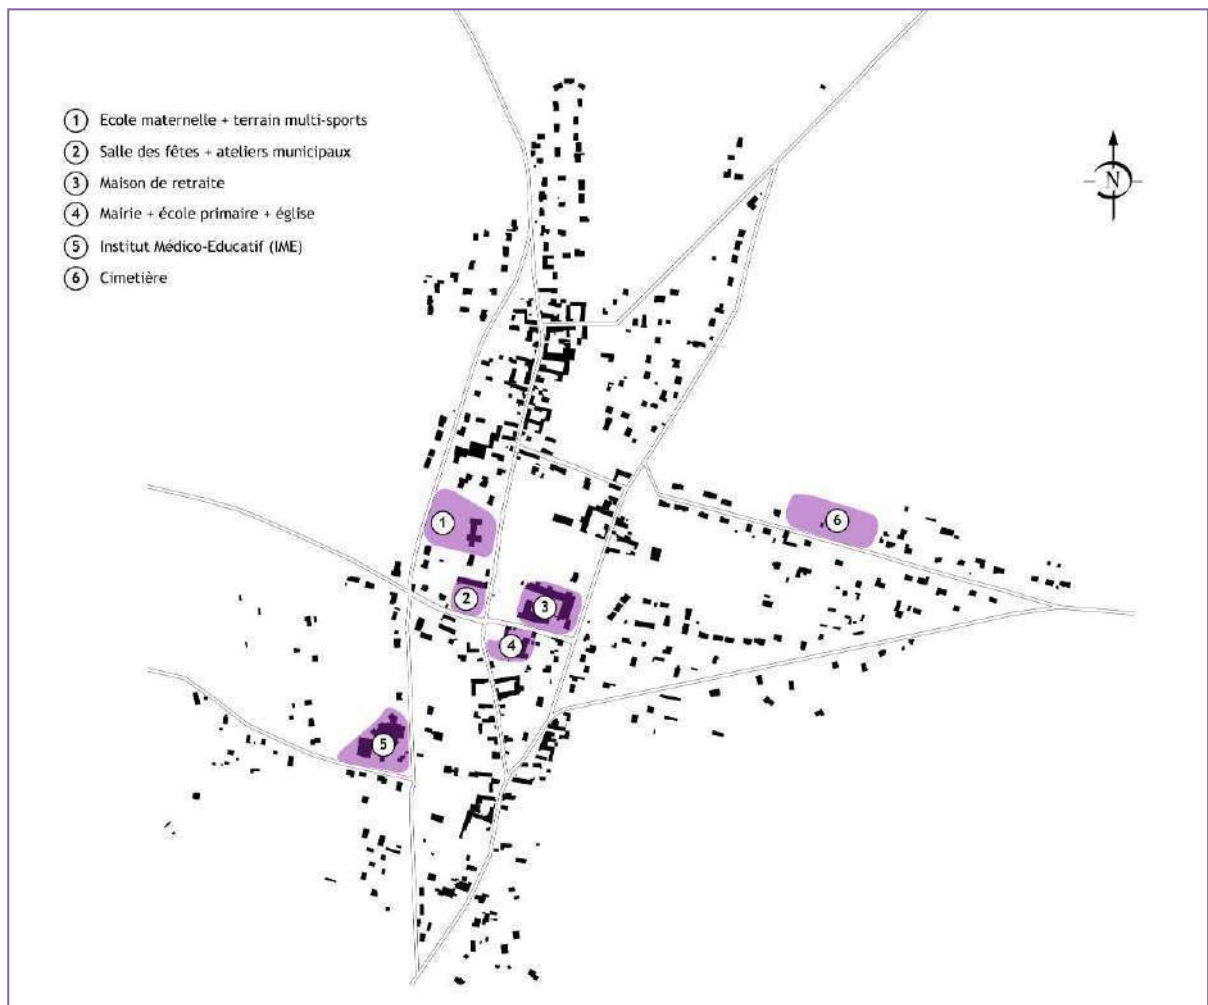 1 Ecole maternelle + terrain multi-sports
2 Salle des fêtes + ateliers municipaux
3 Maison de retraite
4 Mairie + école primaire + église
5 Institut Médico-Educatif (IME)
6 Cimetière
N
1
6
2
3
4
5